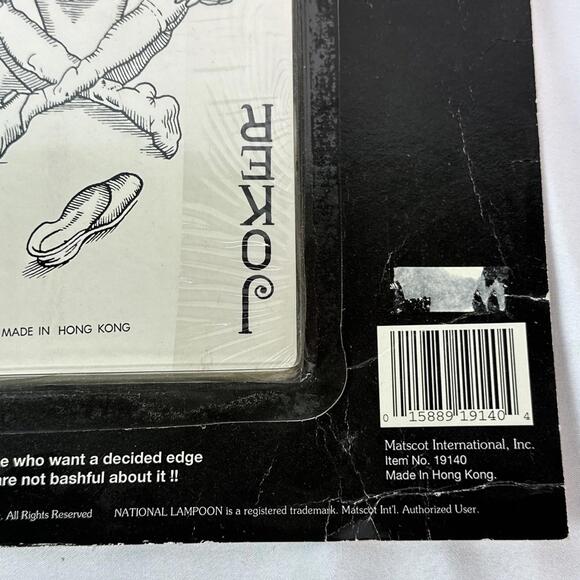 JOKER
MADE IN HONG KONG
0 15889 19140 4
Matscot International, Inc.
Item No. 19140
Made In Hong Kong.
e who want a decided edge
are not bashful about it !!
. All Rights Reserved
NATIONAL LAMPOON is a registered trademark. Matscot Int'l. Authorized User.